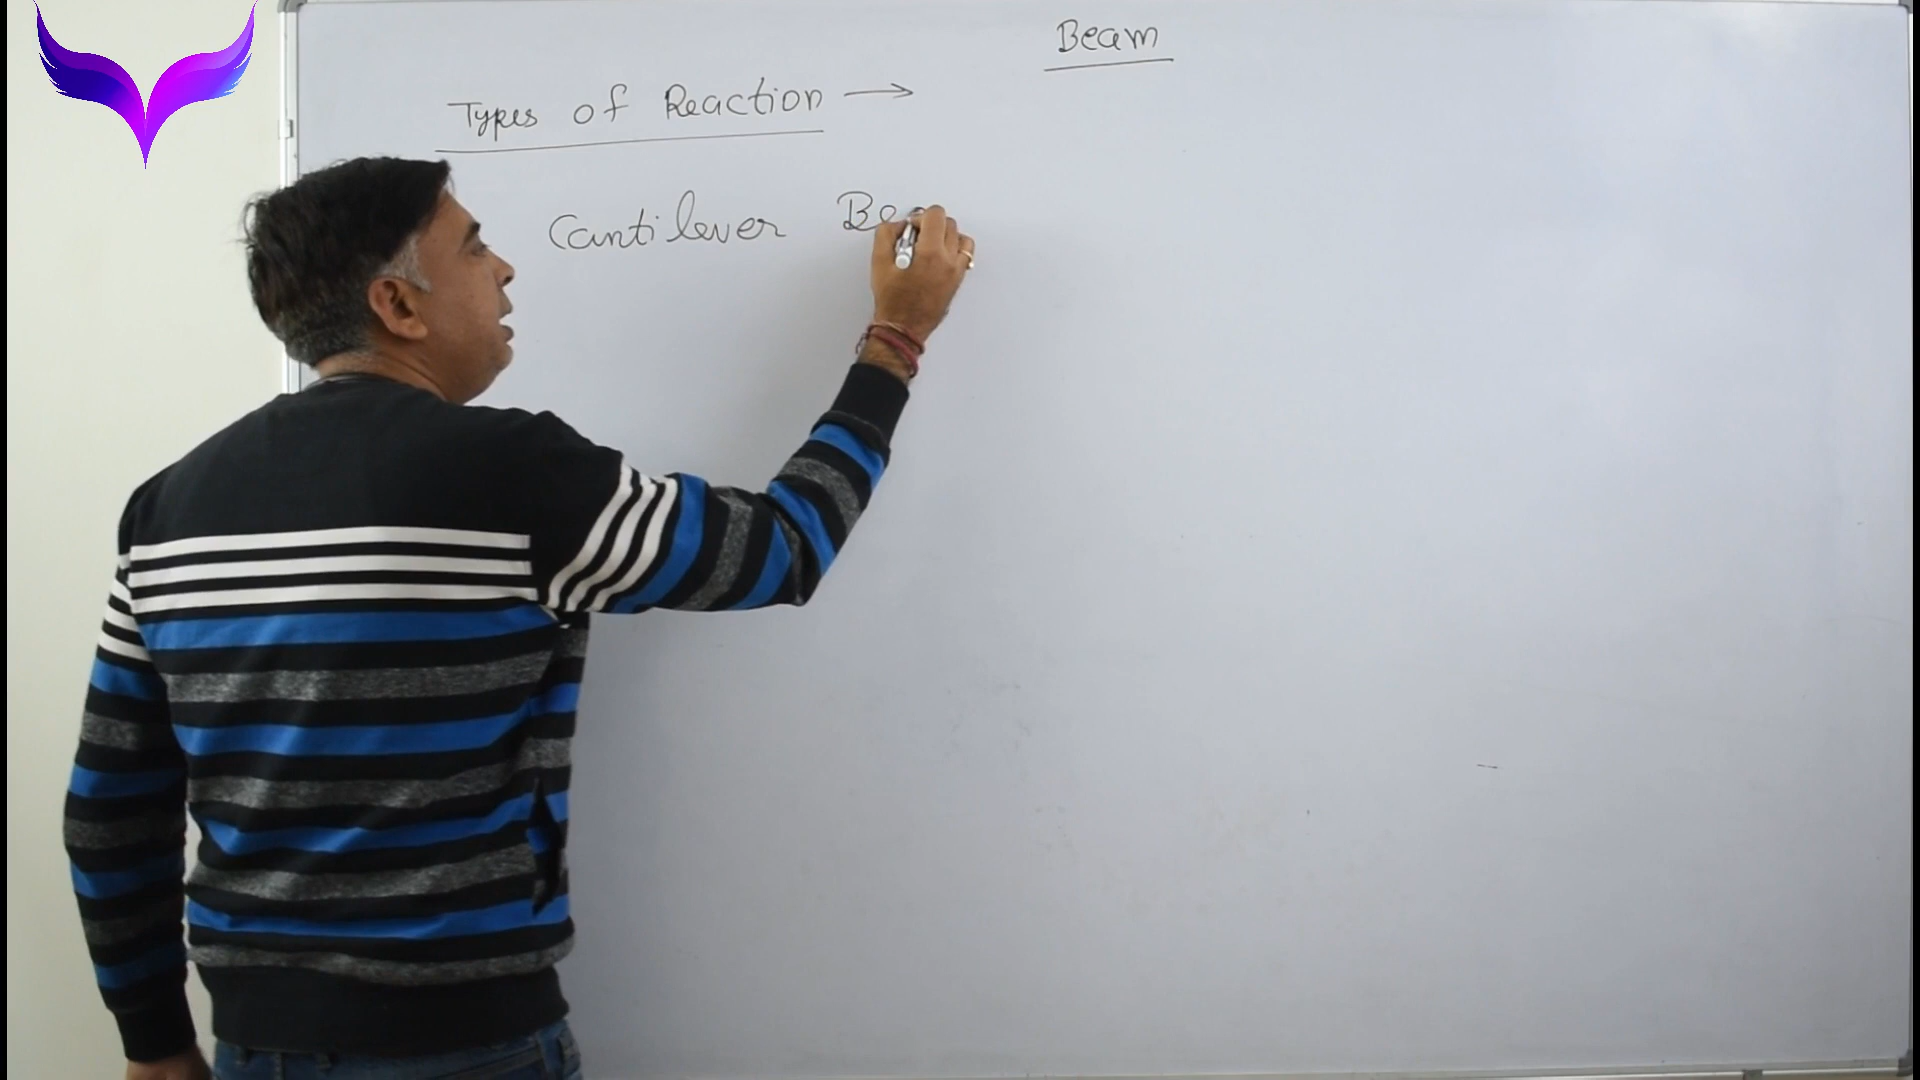 Beam
Types of Reaction →
Cantilever Be